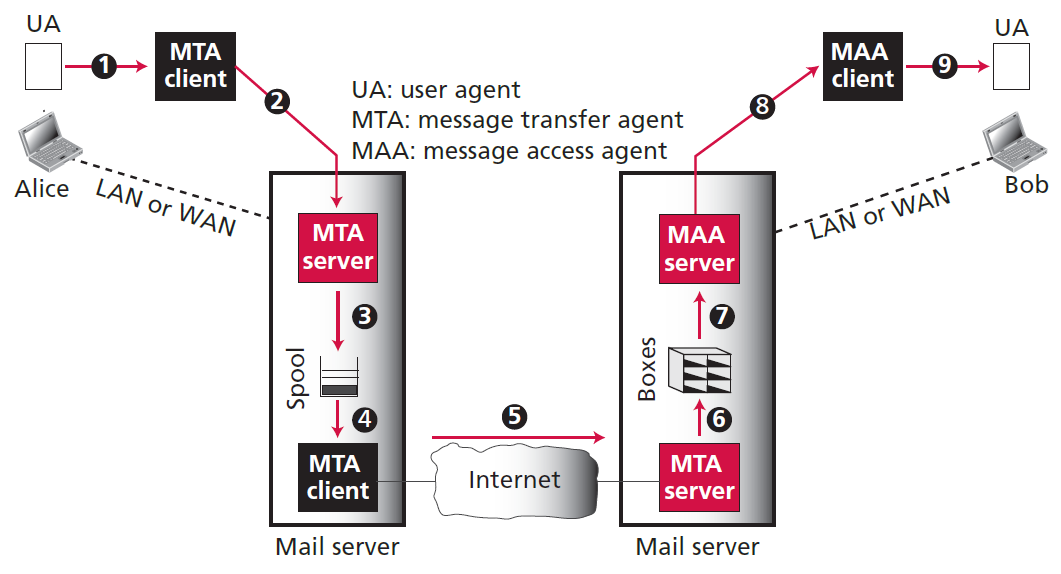 UA
1
MTA
client
2
UA: user agent
MTA: message transfer agent
MAA: message access agent
8
MAA
client
9
UA
Alice
LAN or WAN
LAN or WAN
Bob
MTA
server
3
Spool
4
MTA
client
Mail server
5
Internet
MAA
server
7
Boxes
6
MTA
server
Mail server